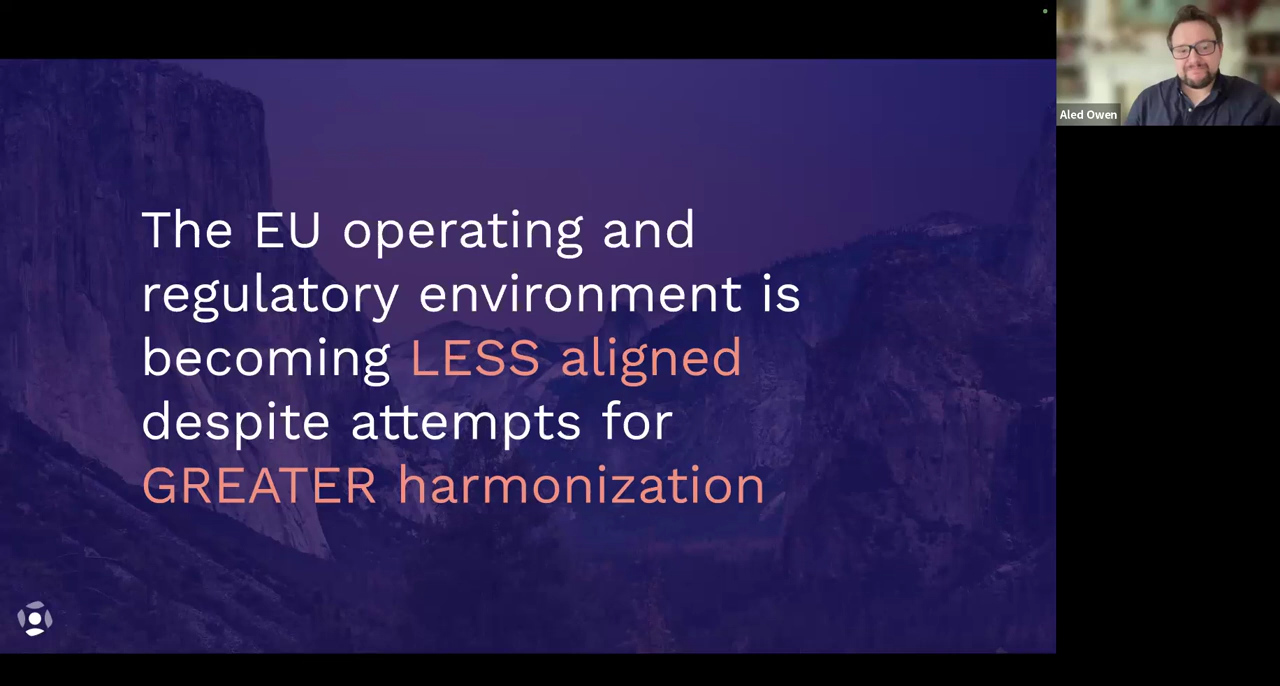 The EU operating and
regulatory environment is
becoming LESS aligned
despite attempts for
GREATER harmonization
Aled Owen